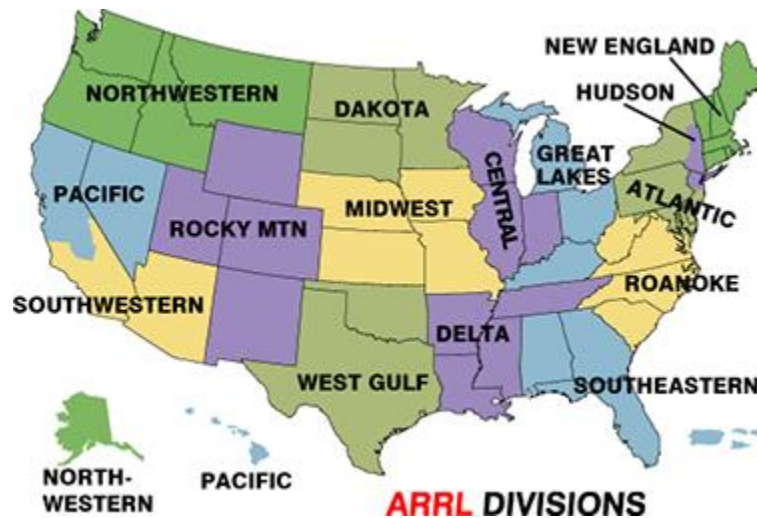 NEW ENGLAND
HUDSON
NORTHWESTERN
DAKOTA
GREAT
LAKES
CENTRAL
PACIFIC
ATLANTIC
MIDWEST
ROCKY MTN
ROANOKE
SOUTHWESTERN
DELTA
WEST GULF
SOUTHEASTERN
NORTH-
WESTERN
PACIFIC
ARRL DIVISIONS